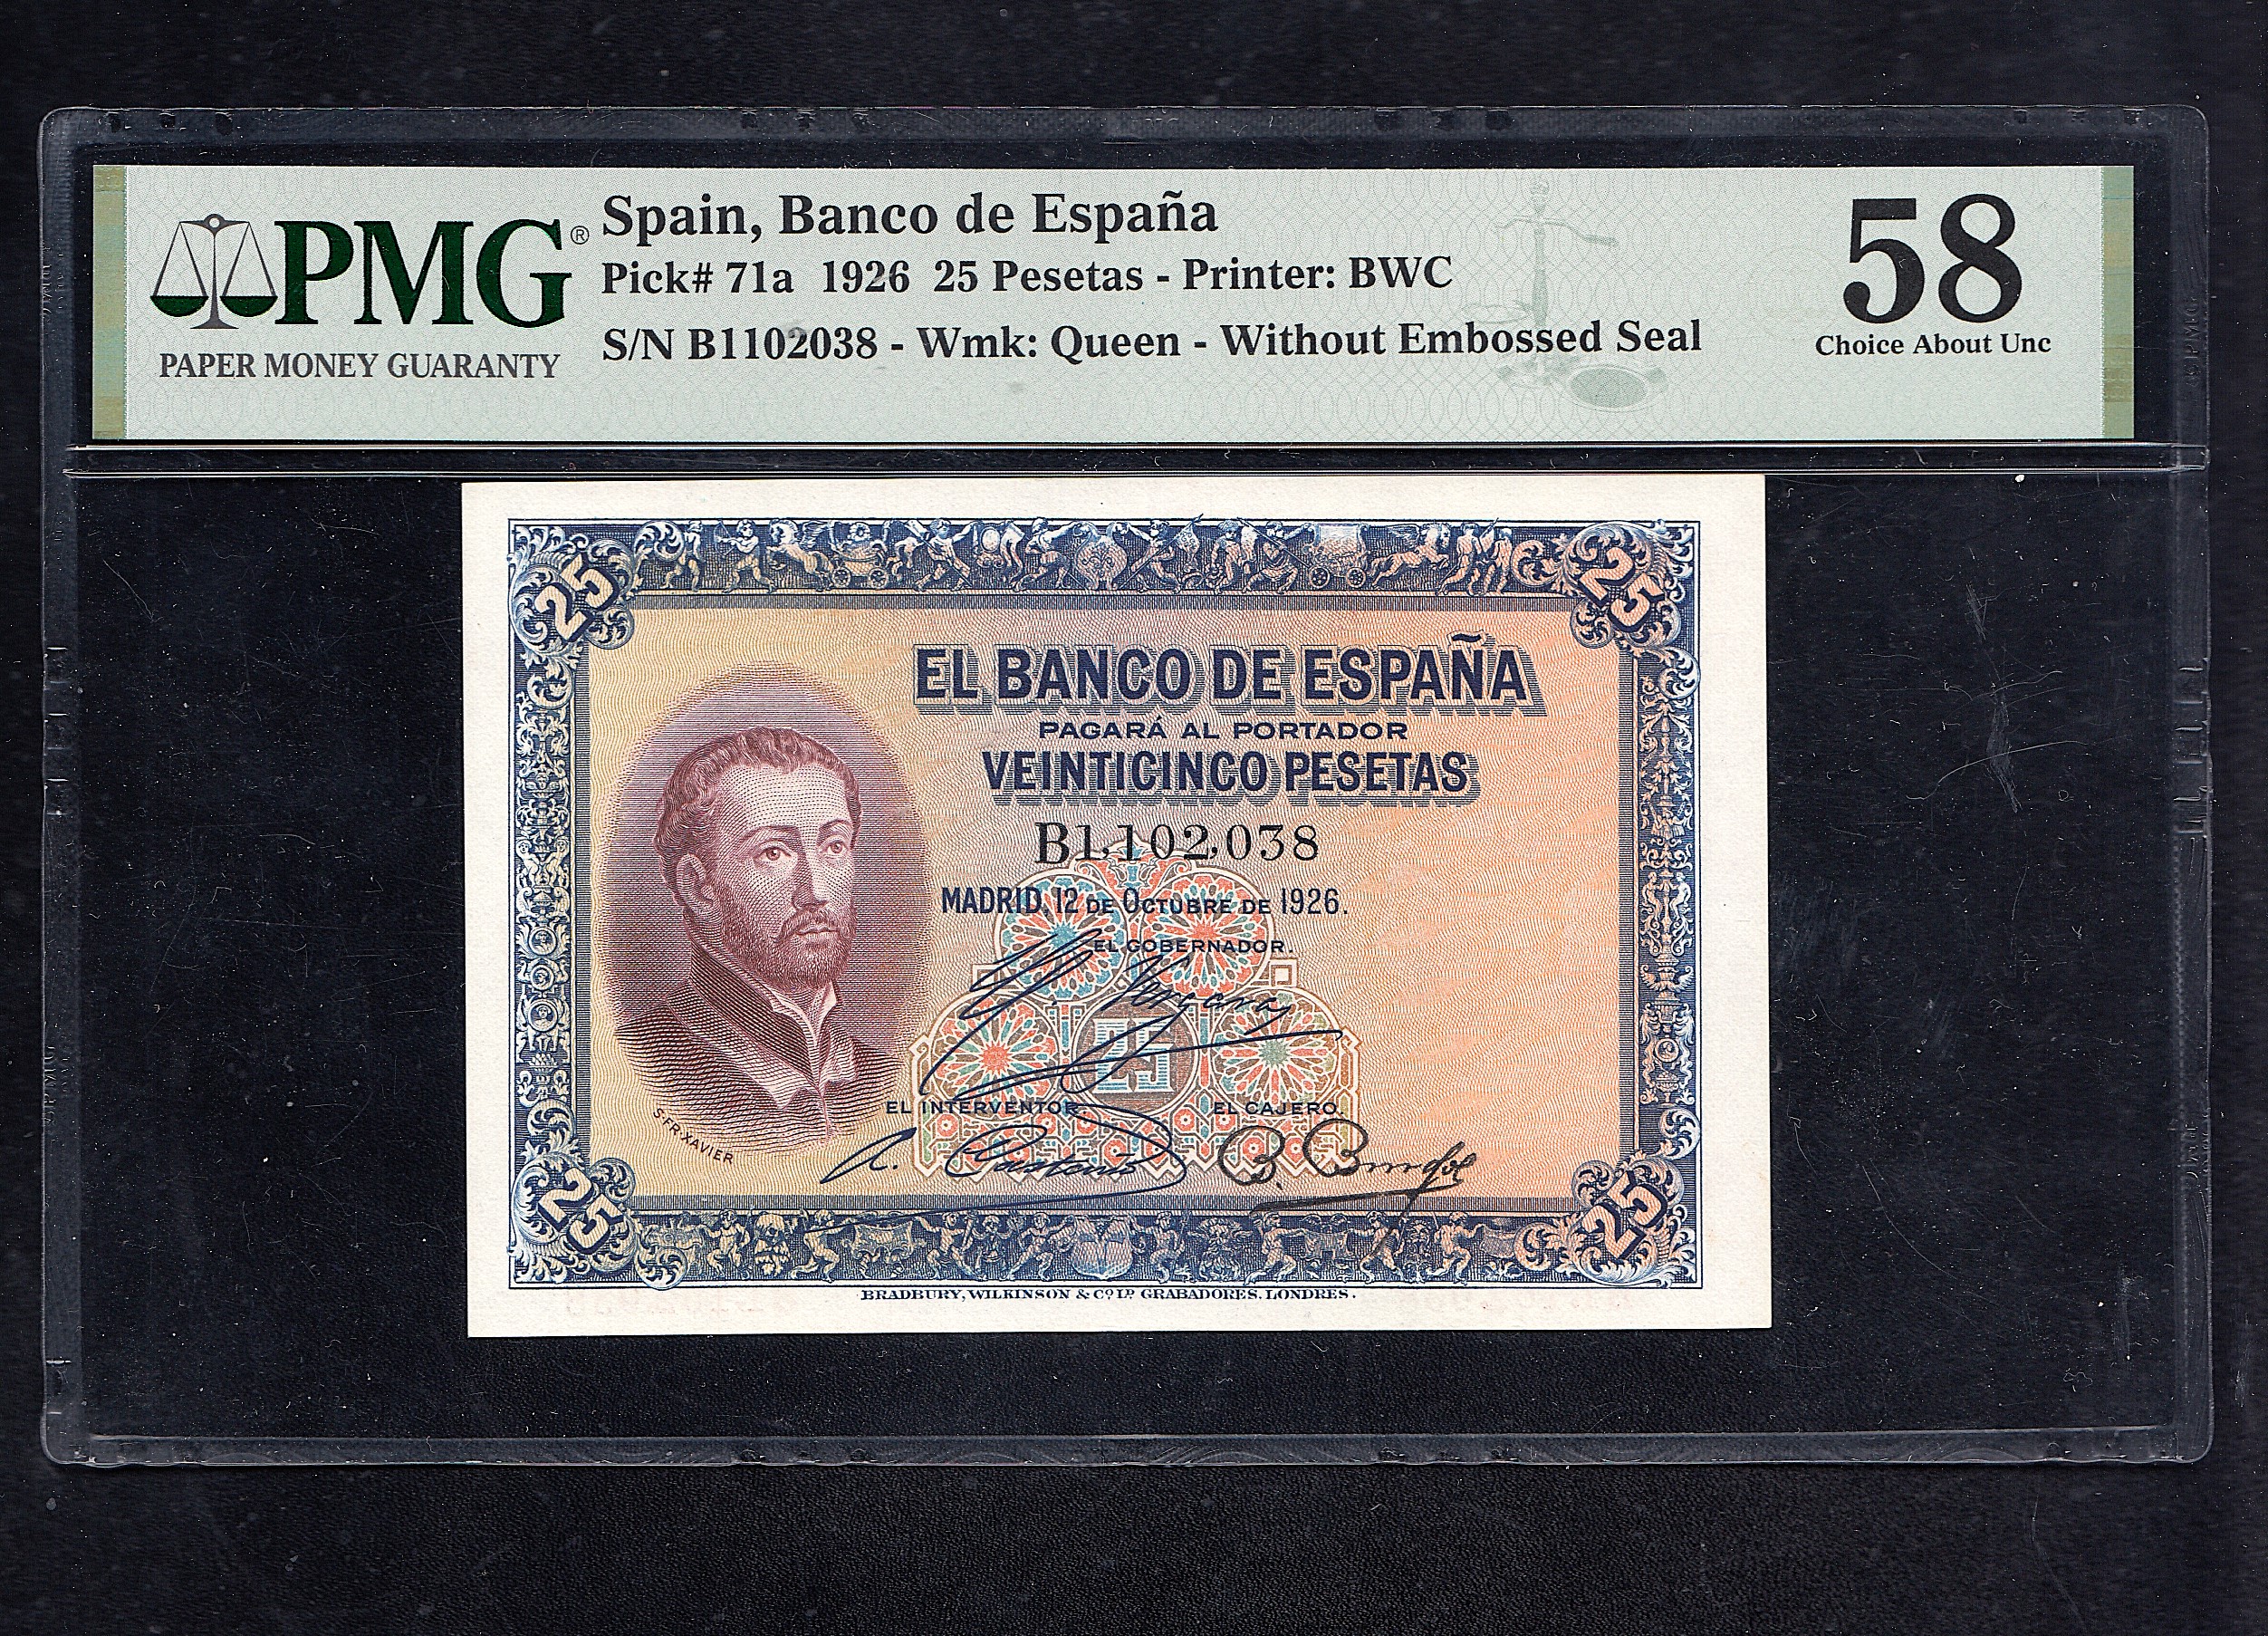 PMG®
PAPER MONEY GUARANTY
Spain, Banco de España
Pick# 71a 1926 25 Pesetas - Printer: BWC
S/N B1102038 - Wmk: Queen - Without Embossed Seal
58
Choice About Unc
25
25
EL BANCO DE ESPAÑA
PAGARÁ AL PORTADOR
VEINTICINCO PESETAS
B1,102,038
MADRID, 12 DE OCTUBRE DE 1926.
EL GOBERNADOR.
25
EL INTERVENTOR.
EL CAJERO.
S. FR. XAVIER
25
25
BRADBURY, WILKINSON & Cº Lᴅ GRABADORES, LONDRES.